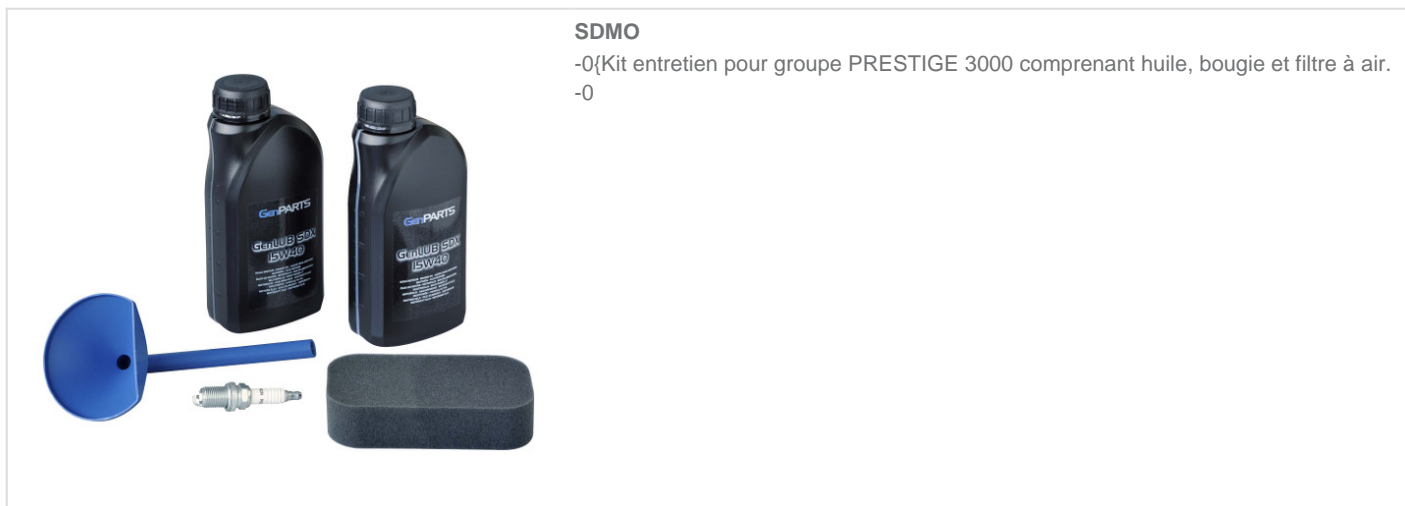 SDMO
-0{Kit entretien pour groupe PRESTIGE 3000 comprenant huile, bougie et filtre à air.
-0
GenPARTS
GenLUB SDX
15W40
GenPARTS
GenLUB SDX
15W40